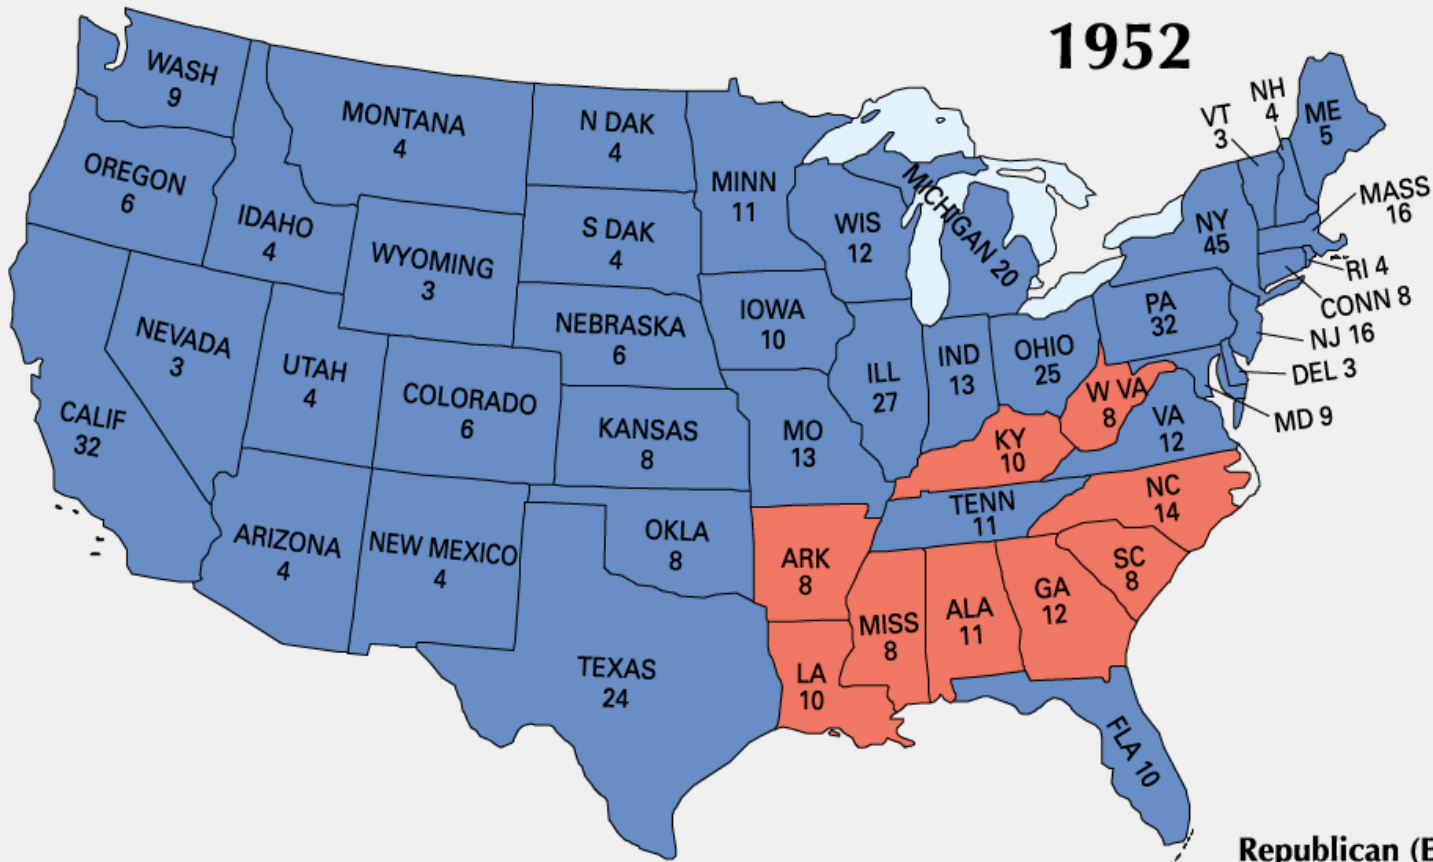 1952
WASH
9
OREGON
6
CALIF
32
NEVADA
3
IDAHO
4
MONTANA
4
WYOMING
3
UTAH
4
COLORADO
6
ARIZONA
4
NEW MEXICO
4
N DAK
4
S DAK
4
NEBRASKA
6
KANSAS
8
OKLA
8
TEXAS
24
MINN
11
IOWA
10
MO
13
ARK
8
LA
10
WIS
12
ILL
27
MICHIGAN 20
IND
13
OHIO
25
KY
10
TENN
11
MISS
8
ALA
11
GA
12
FLA 10
SC
8
NC
14
VA
12
W VA
8
PA
32
NY
45
VT
3
NH
4
ME
5
MASS
16
RI 4
CONN 8
NJ 16
DEL 3
MD 9
Republican (E